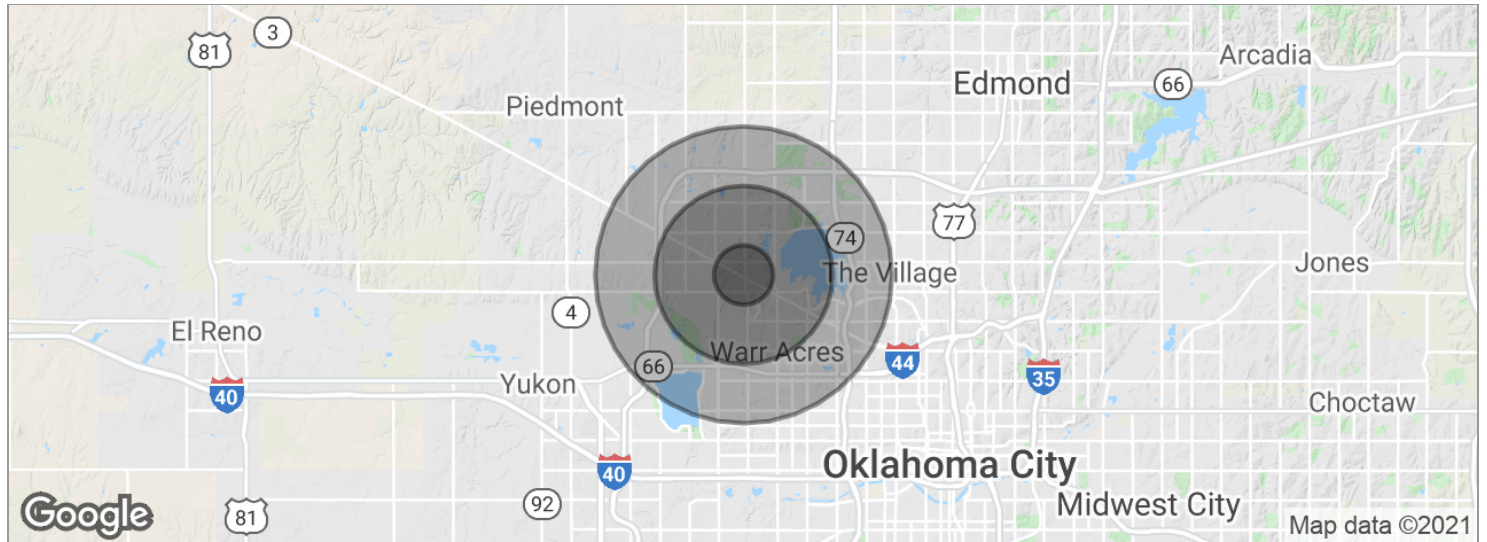 3
81
Arcadia
Edmond
66
Piedmont
77
74
The Village
Jones
4
El Reno
Warr Acres
44
66
35
Yukon
40
Choctaw
Oklahoma City
40
92
Midwest City
81
Google
Map data ©2021